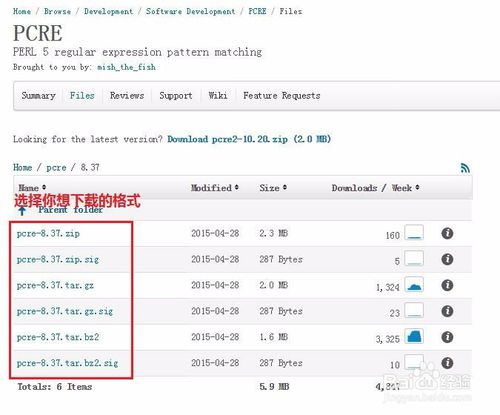 Home / Browse / Development / Software Development / PCRE / Files
PCRE
PERL 5 regular expression pattern matching
Brought to you by: mish_the_fish
Summary Files Reviews Support Wiki Feature Requests
Looking for the latest version? Download pcre2-10.20.zip (2.0 MB)
Home / pcre / 8.37
Name Modified Size Downloads / Week
选择你想下载的格式
Parent folder
pcre-8.37.zip 2015-04-28 2.3 MB 160
pcre-8.37.zip.sig 2015-04-28 287 Bytes 5
pcre-8.37.tar.gz 2015-04-28 2.0 MB 1,324
pcre-8.37.tar.gz.sig 2015-04-28 287 Bytes 23
pcre-8.37.tar.bz2 2015-04-28 1.6 MB 3,325
pcre-8.37.tar.bz2.sig 2015-04-28 287 Bytes 10
Totals: 6 Items 5.9 MB 4,847
Baidu 经验